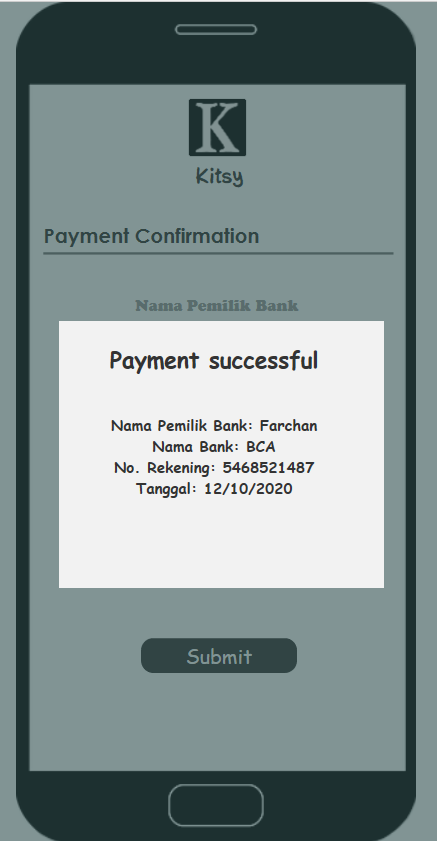 K
Kitsy
Payment Confirmation
Nama Pemilik Bank
Payment successful
Nama Pemilik Bank: Farchan
Nama Bank: BCA
No. Rekening: 5468521487
Tanggal: 12/10/2020
Submit